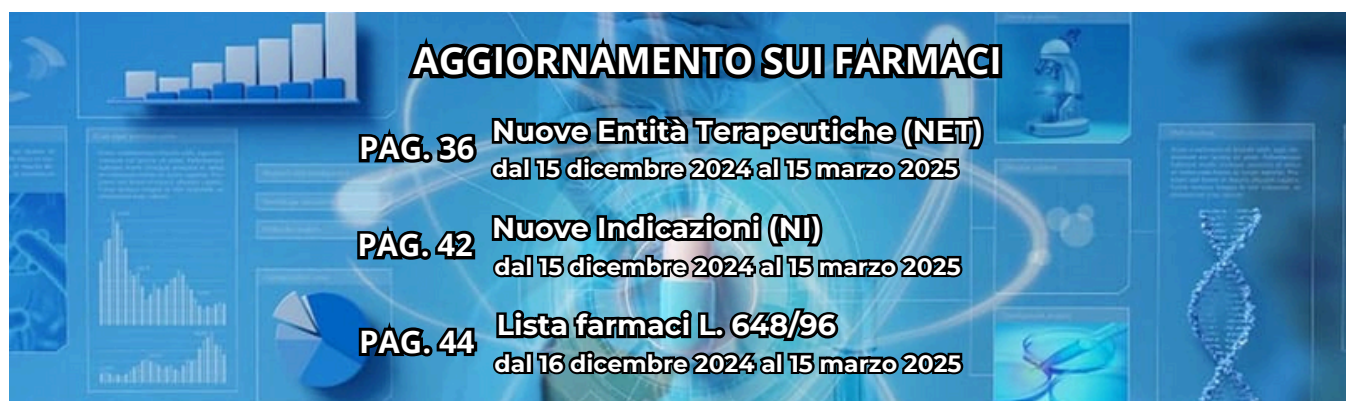 AGGIORNAMENTO SUI FARMACI
PAG. 36
Nuove Entità Terapeutiche (NET)
dal 15 dicembre 2024 al 15 marzo 2025
PAG. 42
Nuove Indicazioni (NI)
dal 15 dicembre 2024 al 15 marzo 2025
PAG. 44
Lista farmaci L. 648/96
dal 16 dicembre 2024 al 15 marzo 2025